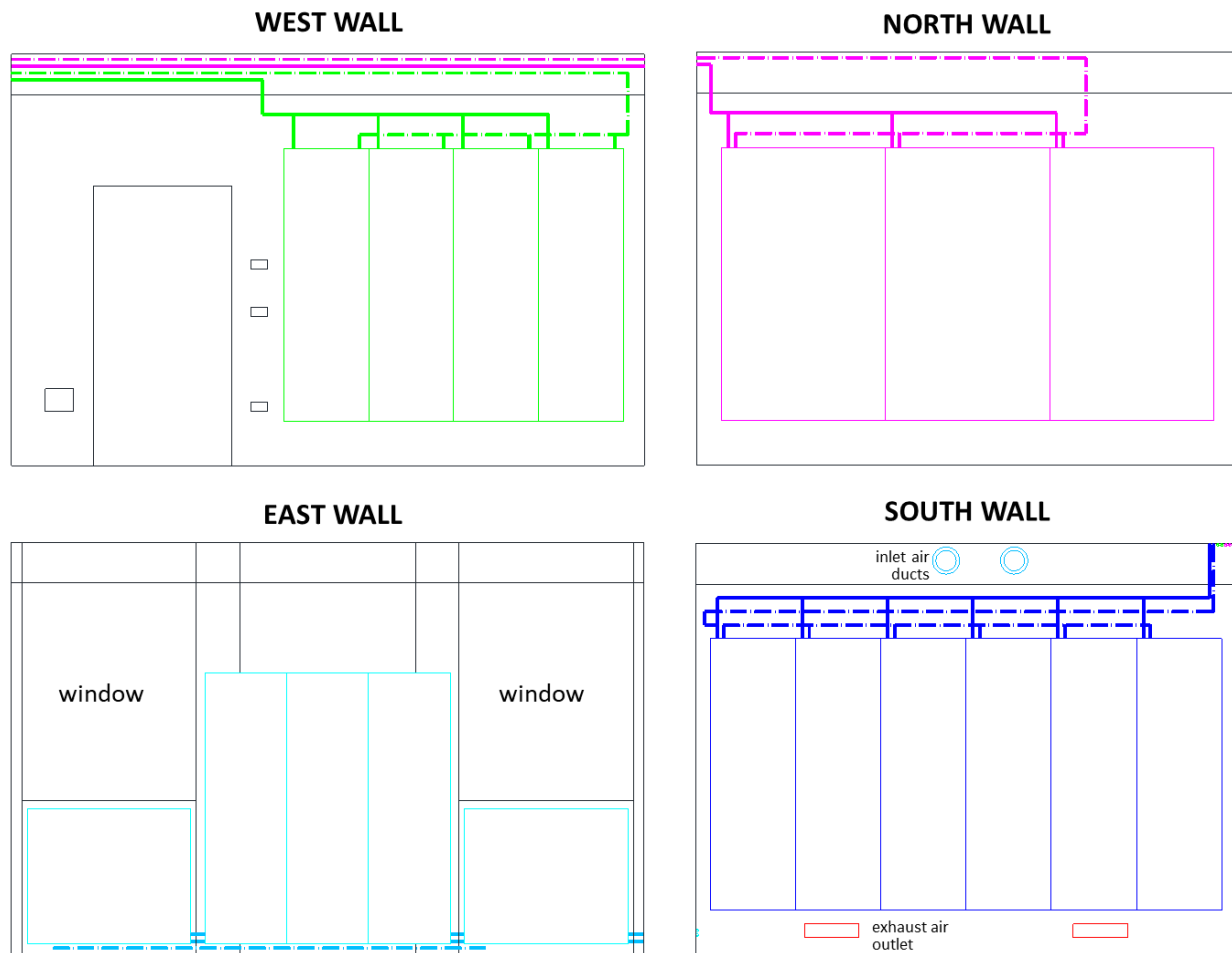 WEST WALL
NORTH WALL
EAST WALL
SOUTH WALL
inlet air
ducts
window
window
exhaust air
outlet